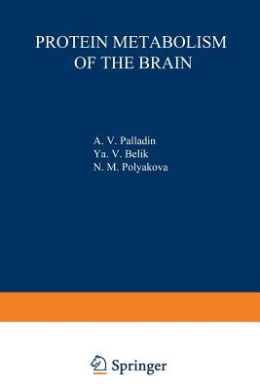 PROTEIN METABOLISM
OF THE BRAIN
A. V. Palladin
Ya. V. Belik
N. M. Polyakova
Springer